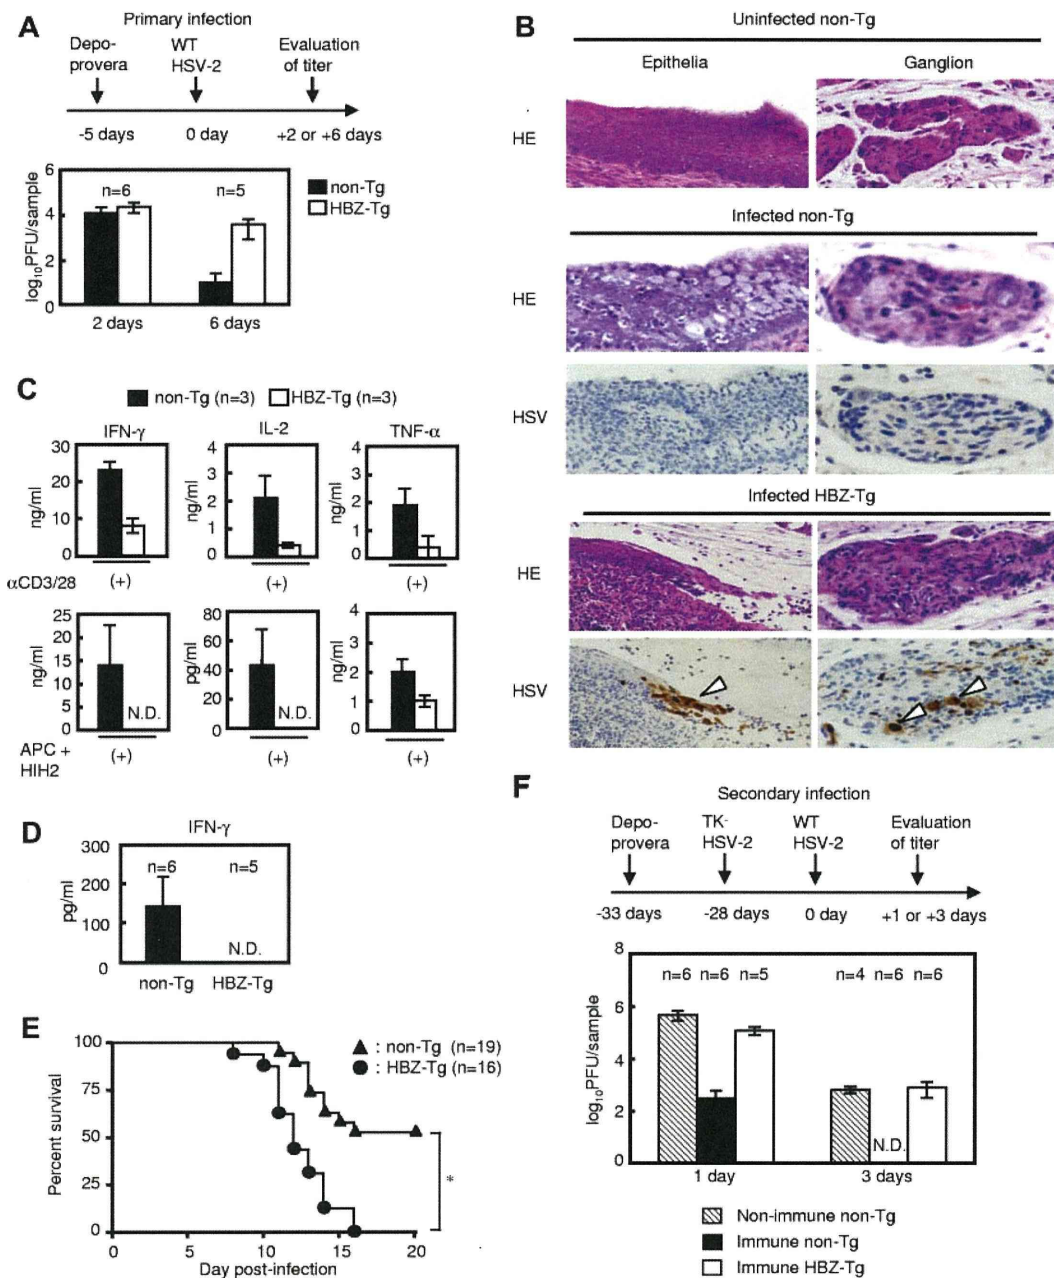 A
Primary infection
Depo-
provera
WT
HSV-2
Evaluation
of titer
-5 days
0 day
+2 or +6 days
log10PFU/sample
6
4
2
0
n=6
n=5
non-Tg
HBZ-Tg
2 days
6 days
B
Uninfected non-Tg
Epithelia
Ganglion
HE
Infected non-Tg
HE
HSV
Infected HBZ-Tg
HE
HSV
C
non-Tg (n=3)
HBZ-Tg (n=3)
IFN-γ
IL-2
TNF-α
ng/ml
30
20
10
0
ng/ml
4
3
2
1
0
ng/ml
4
3
2
1
0
αCD3/28
(+)
(+)
(+)
ng/ml
25
20
15
10
5
0
N.D.
pg/ml
80
60
40
20
0
N.D.
ng/ml
4
3
2
1
0
APC +
HIH2
(+)
(+)
(+)
D
IFN-γ
pg/ml
300
200
100
0
n=6
n=5
N.D.
non-Tg
HBZ-Tg
E
Percent survival
100
75
50
25
0
: non-Tg (n=19)
: HBZ-Tg (n=16)
*
0
5
10
15
20
Day post-infection
F
Secondary infection
Depo-
provera
TK-
HSV-2
WT
HSV-2
Evaluation
of titer
-33 days
-28 days
0 day
+1 or +3 days
log10PFU/sample
8
6
4
2
0
n=6
n=6
n=5
n=4
n=6
n=6
N.D.
1 day
3 days
Non-immune non-Tg
Immune non-Tg
Immune HBZ-Tg